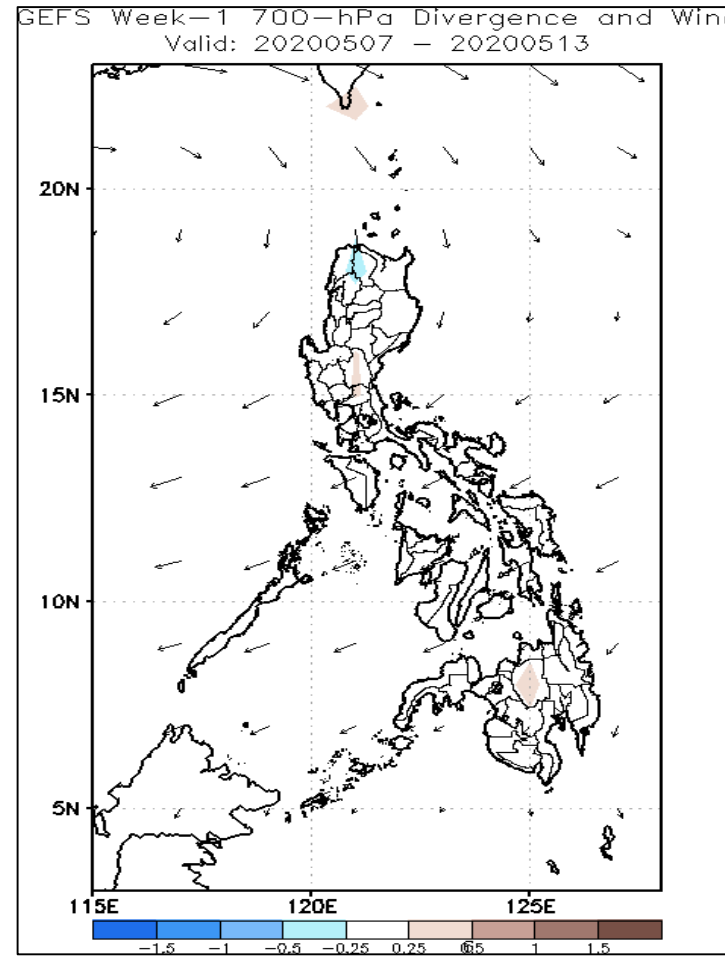 GEFS Week-1 700-hPa Divergence and Win
Valid: 20200507 - 20200513
20N
15N
10N
5N
115E 120E 125E
-1.5 -1 -0.5 -0.25 0.25 1 1.5